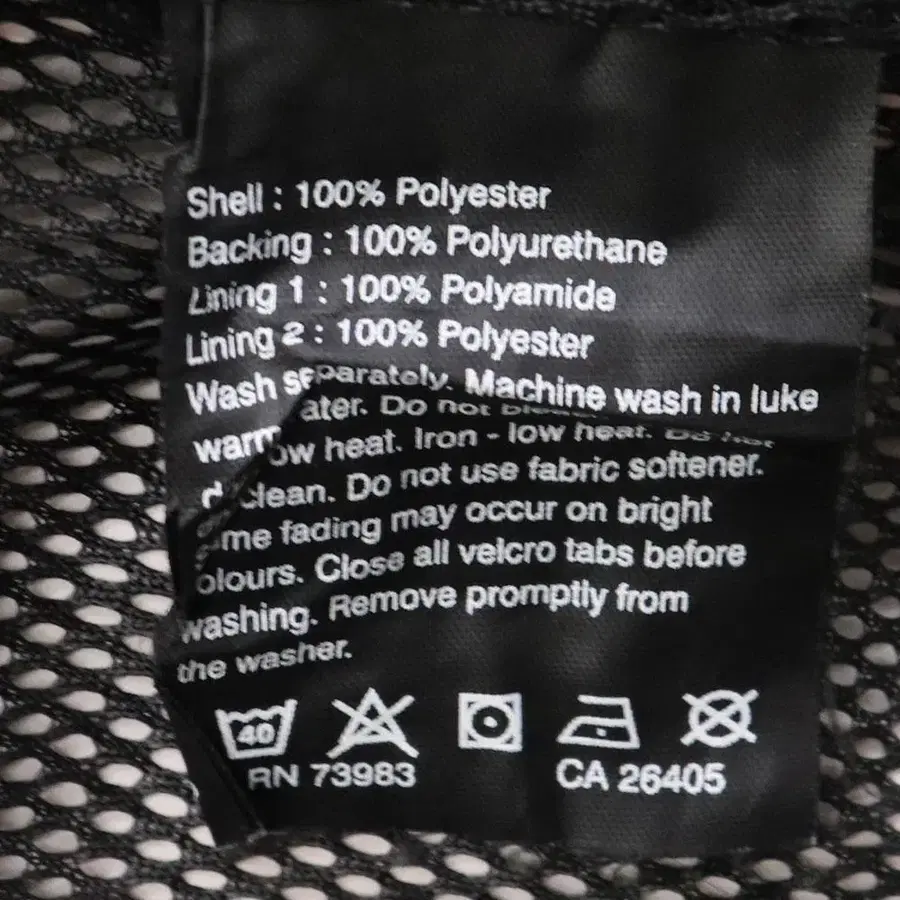 Shell : 100% Polyester
Backing : 100% Polyurethane
Lining 1 : 100% Polyamide
Lining 2 : 100% Polyester
Wash separately. Machine wash in luke
warm ater. Do not
ow heat. Iron - low heat.
clean. Do not use fabric softener.
me fading may occur on bright
olours. Close all velcro tabs before
washing. Remove promptly from
the washer.
40
RN 73983 CA 26405